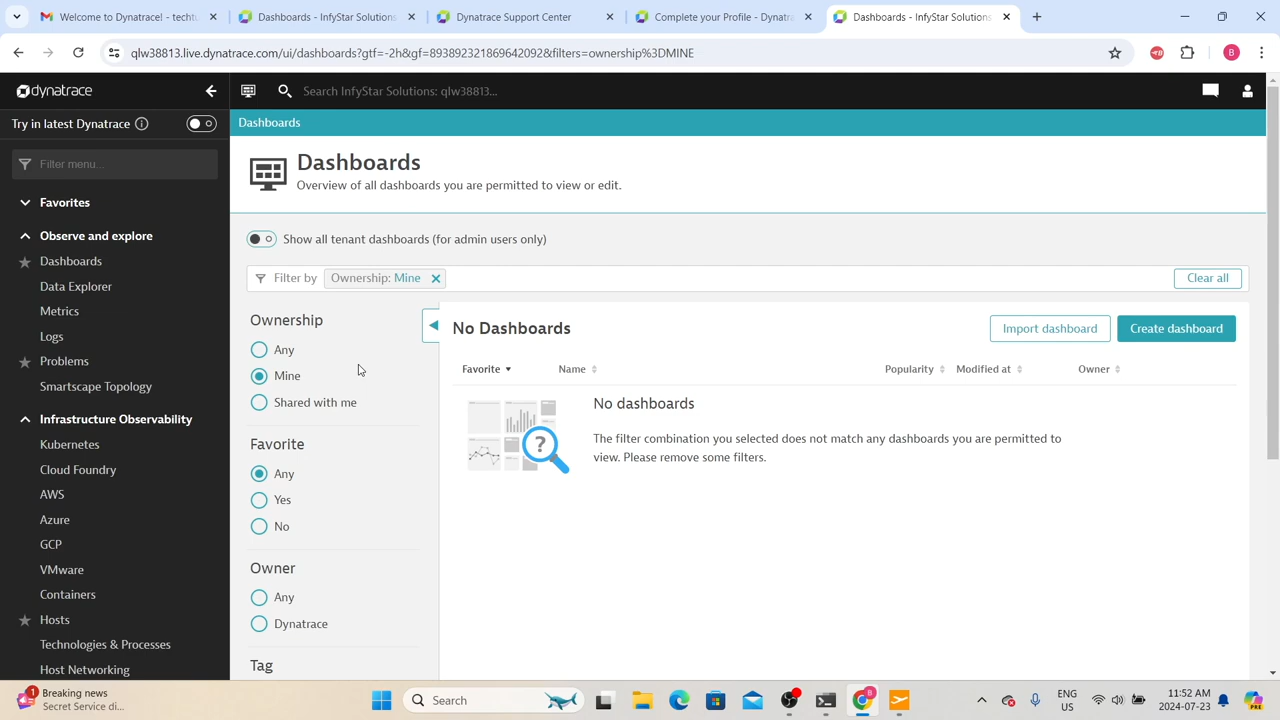 Welcome to Dynatrace! - techtu
Dashboards - InfyStar Solutions
Dynatrace Support Center
Complete your Profile - Dynatr
Dashboards - InfyStar Solutions
qlw38813.live.dynatrace.com/ui/dashboards?gtf=-2h&gf=893892321869642092&filters=ownership%3DMINE
B
dynatrace
Search InfyStar Solutions: qlw38813...
Try in latest Dynatrace
Dashboards
Filter menu...
Dashboards
Overview of all dashboards you are permitted to view or edit.
Favorites
Observe and explore
Dashboards
Data Explorer
Metrics
Logs
Problems
Smartscape Topology
Infrastructure Observability
Kubernetes
Cloud Foundry
AWS
Azure
GCP
VMware
Containers
Hosts
Technologies & Processes
Host Networking
Show all tenant dashboards (for admin users only)
Filter by
Ownership: Mine
Clear all
Ownership
Any
Mine
Shared with me
Favorite
Any
Yes
No
Owner
Any
Dynatrace
Tag
No Dashboards
Import dashboard
Create dashboard
Favorite
Name
Popularity
Modified at
Owner
No dashboards
The filter combination you selected does not match any dashboards you are permitted to
view. Please remove some filters.
1
Breaking news
Secret Service di...
Search
B
ENG
US
11:52 AM
2024-07-23
PRE